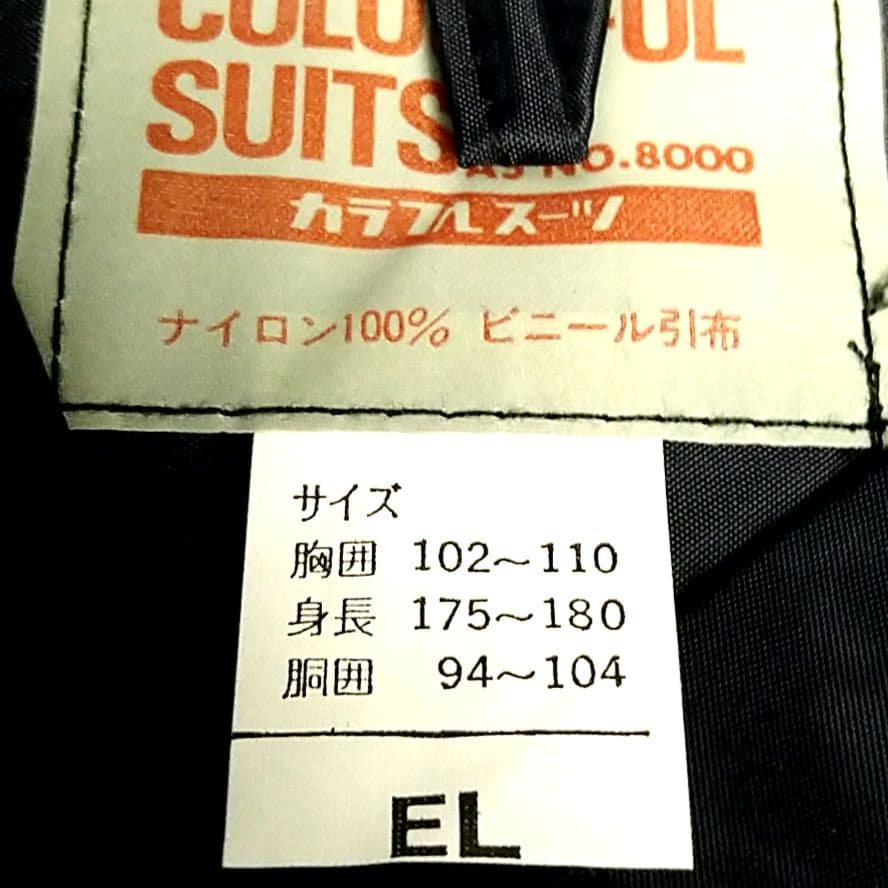 SUITS
NO.8000
カラフルスーツ
ナイロン100% ビニール引布
サイズ
胸囲 102～110
身長 175～180
胴囲 94～104
EL